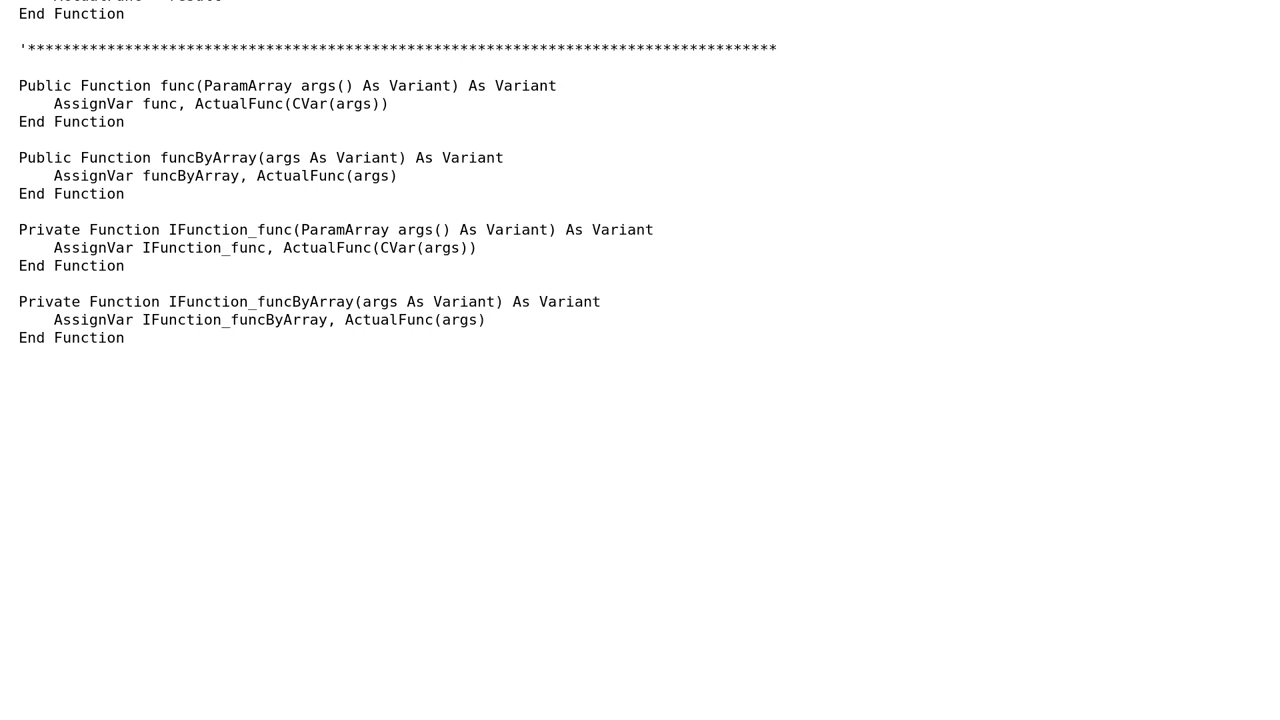 End Function
'*************************************************************************************
Public Function func(ParamArray args() As Variant) As Variant
    AssignVar func, ActualFunc(CVar(args))
End Function
Public Function funcByArray(args As Variant) As Variant
    AssignVar funcByArray, ActualFunc(args)
End Function
Private Function IFunction_func(ParamArray args() As Variant) As Variant
    AssignVar IFunction_func, ActualFunc(CVar(args))
End Function
Private Function IFunction_funcByArray(args As Variant) As Variant
    AssignVar IFunction_funcByArray, ActualFunc(args)
End Function